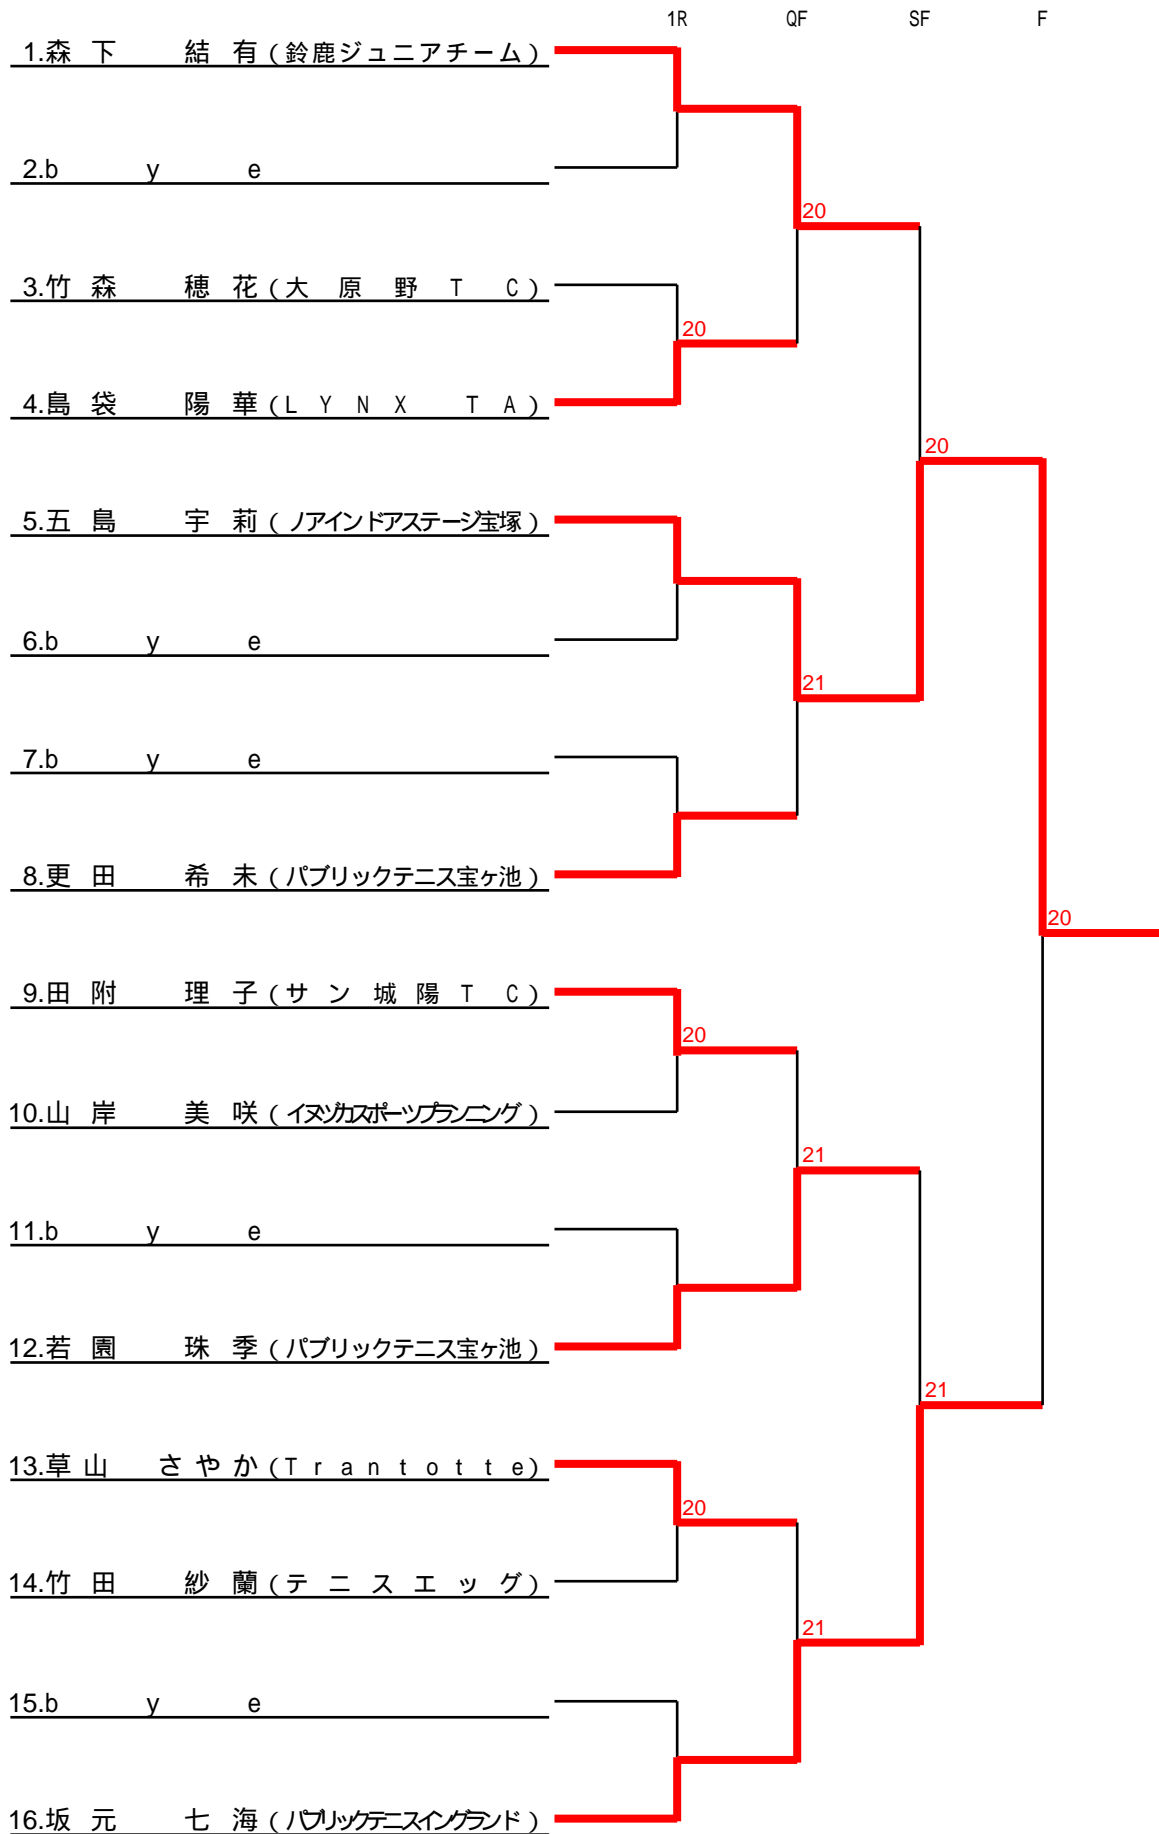 1R QF SF F
1.森下 結有(鈴鹿ジュニアチーム)
2.b y e
20
3.竹森 穂花(大原野TC)
20
4.島袋 陽華(LYNX TA)
20
5.五島 宇莉(ノアインドアステージ宝塚)
6.b y e
21
7.b y e
8.更田 希未(パブリックテニス宝ヶ池)
20
9.田附 理子(サン城陽TC)
20
10.山岸 美咲(イヌヅカスポーツプランニング)
21
11.b y e
12.若園 珠季(パブリックテニス宝ヶ池)
21
13.草山 さやか(Trantotte)
20
14.竹田 紗蘭(テニスエッグ)
21
15.b y e
16.坂元 七海(パブリックテニスイングランド)